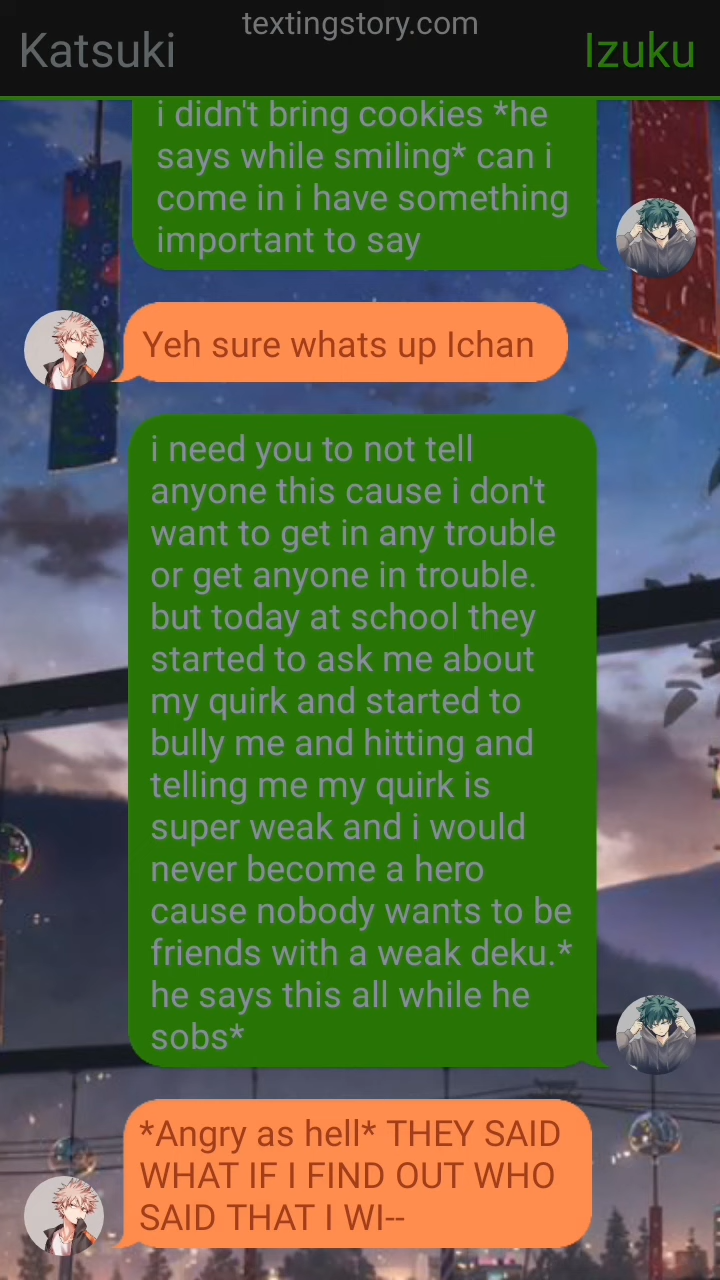 textingstory.com
Katsuki
Izuku
i didn't bring cookies *he
says while smiling* can i
come in i have something
important to say
Yeh sure whats up Ichan
i need you to not tell
anyone this cause i don't
want to get in any trouble
or get anyone in trouble.
but today at school they
started to ask me about
my quirk and started to
bully me and hitting and
telling me my quirk is
super weak and i would
never become a hero
cause nobody wants to be
friends with a weak deku.*
he says this all while he
sobs*
*Angry as hell* THEY SAID
WHAT IF I FIND OUT WHO
SAID THAT I WI--